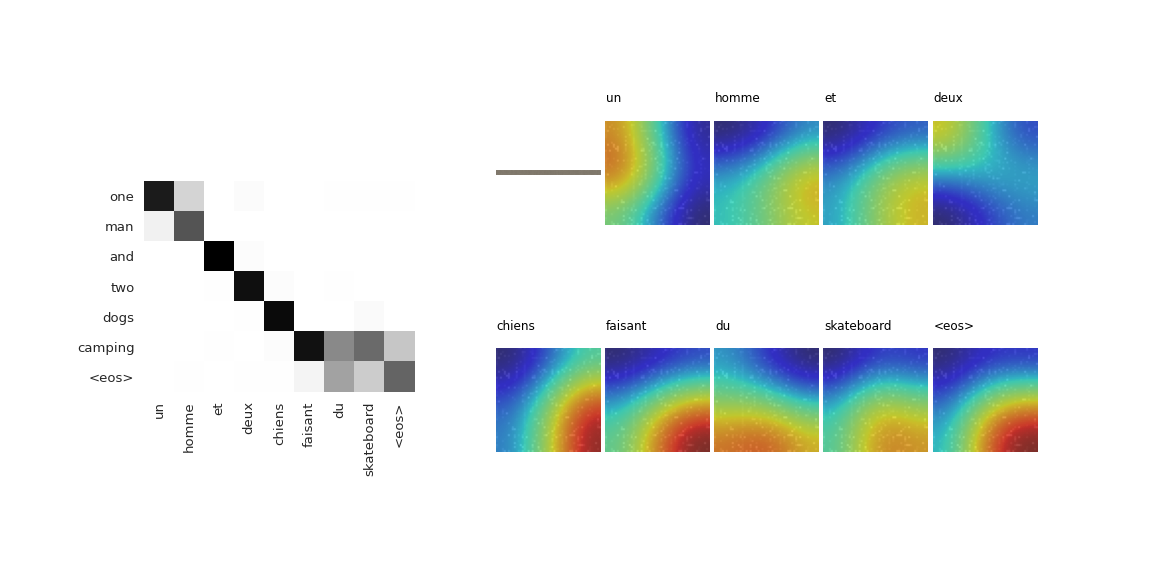 one
man
and
two
dogs
camping
<eos>
un
homme
et
deux
chiens
faisant
du
skateboard
<eos>
un homme et deux
chiens faisant du skateboard <eos>